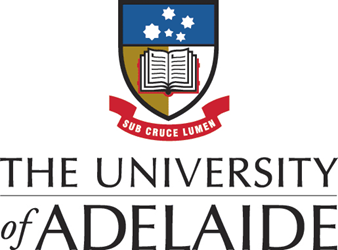 SUB CRUCE LUMEN
THE UNIVERSITY
of ADELAIDE